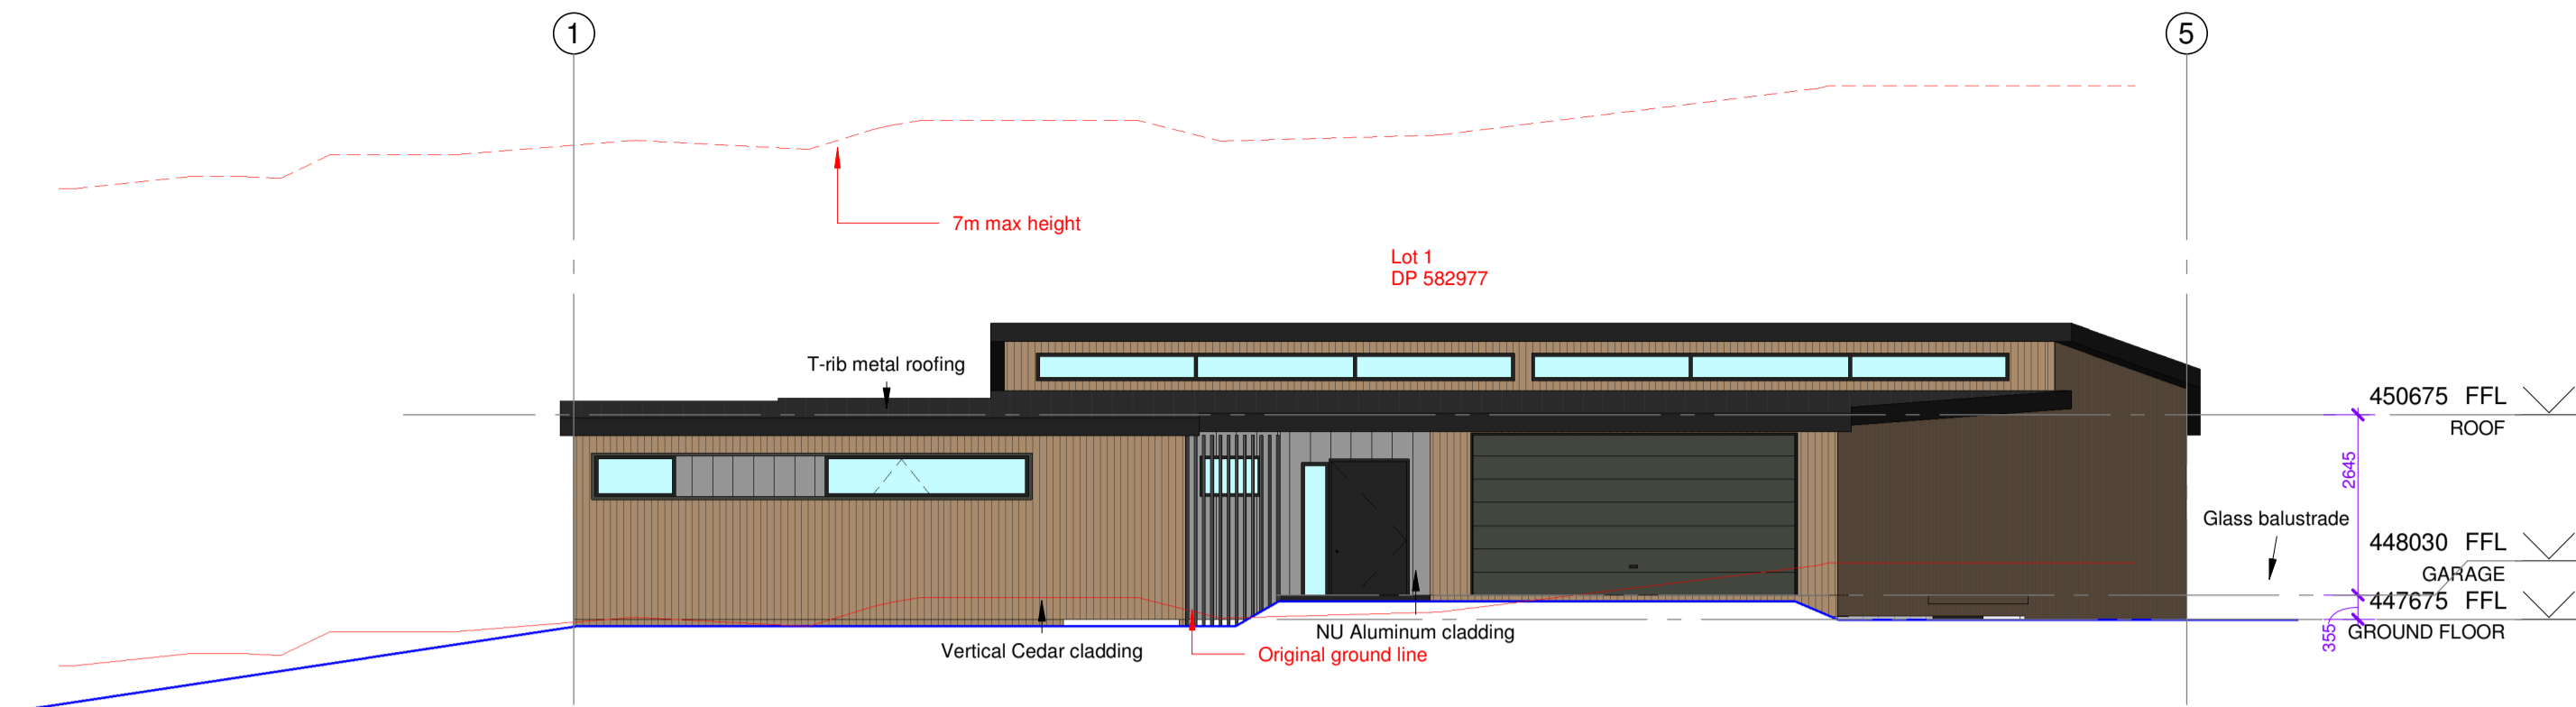 1
5
7m max height
Lot 1
DP 582977
T-rib metal roofing
450675 FFL
ROOF
2645
Glass balustrade
448030 FFL
GARAGE
447675 FFL
GROUND FLOOR
355
NU Aluminum cladding
Vertical Cedar cladding
Original ground line